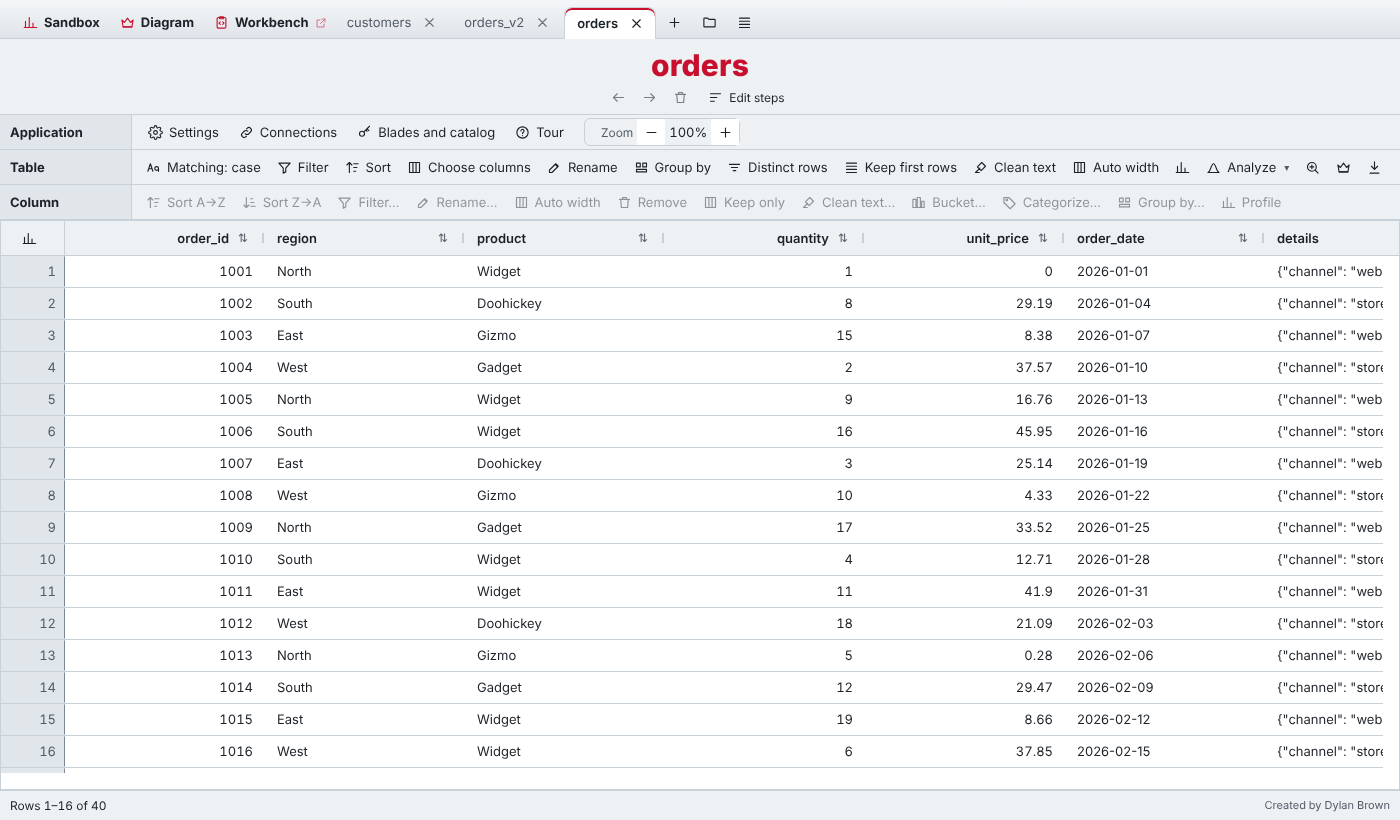 Sandbox Diagram Workbench customers orders_v2 orders
orders
Edit steps
Application Settings Connections Blades and catalog Tour Zoom 100%
Table Matching: case Filter Sort Choose columns Rename Group by Distinct rows Keep first rows Clean text Auto width Analyze
Column Sort A→Z Sort Z→A Filter... Rename... Auto width Remove Keep only Clean text... Bucket... Categorize... Group by... Profile
order_id region product quantity unit_price order_date details
1 1001 North Widget 1 0 2026-01-01 {"channel": "web
2 1002 South Doohickey 8 29.19 2026-01-04 {"channel": "store
3 1003 East Gizmo 15 8.38 2026-01-07 {"channel": "web
4 1004 West Gadget 2 37.57 2026-01-10 {"channel": "store
5 1005 North Widget 9 16.76 2026-01-13 {"channel": "web
6 1006 South Widget 16 45.95 2026-01-16 {"channel": "store
7 1007 East Doohickey 3 25.14 2026-01-19 {"channel": "web
8 1008 West Gizmo 10 4.33 2026-01-22 {"channel": "store
9 1009 North Gadget 17 33.52 2026-01-25 {"channel": "web
10 1010 South Widget 4 12.71 2026-01-28 {"channel": "store
11 1011 East Widget 11 41.9 2026-01-31 {"channel": "web
12 1012 West Doohickey 18 21.09 2026-02-03 {"channel": "store
13 1013 North Gizmo 5 0.28 2026-02-06 {"channel": "web
14 1014 South Gadget 12 29.47 2026-02-09 {"channel": "store
15 1015 East Widget 19 8.66 2026-02-12 {"channel": "web
16 1016 West Widget 6 37.85 2026-02-15 {"channel": "store
Rows 1–16 of 40 Created by Dylan Brown